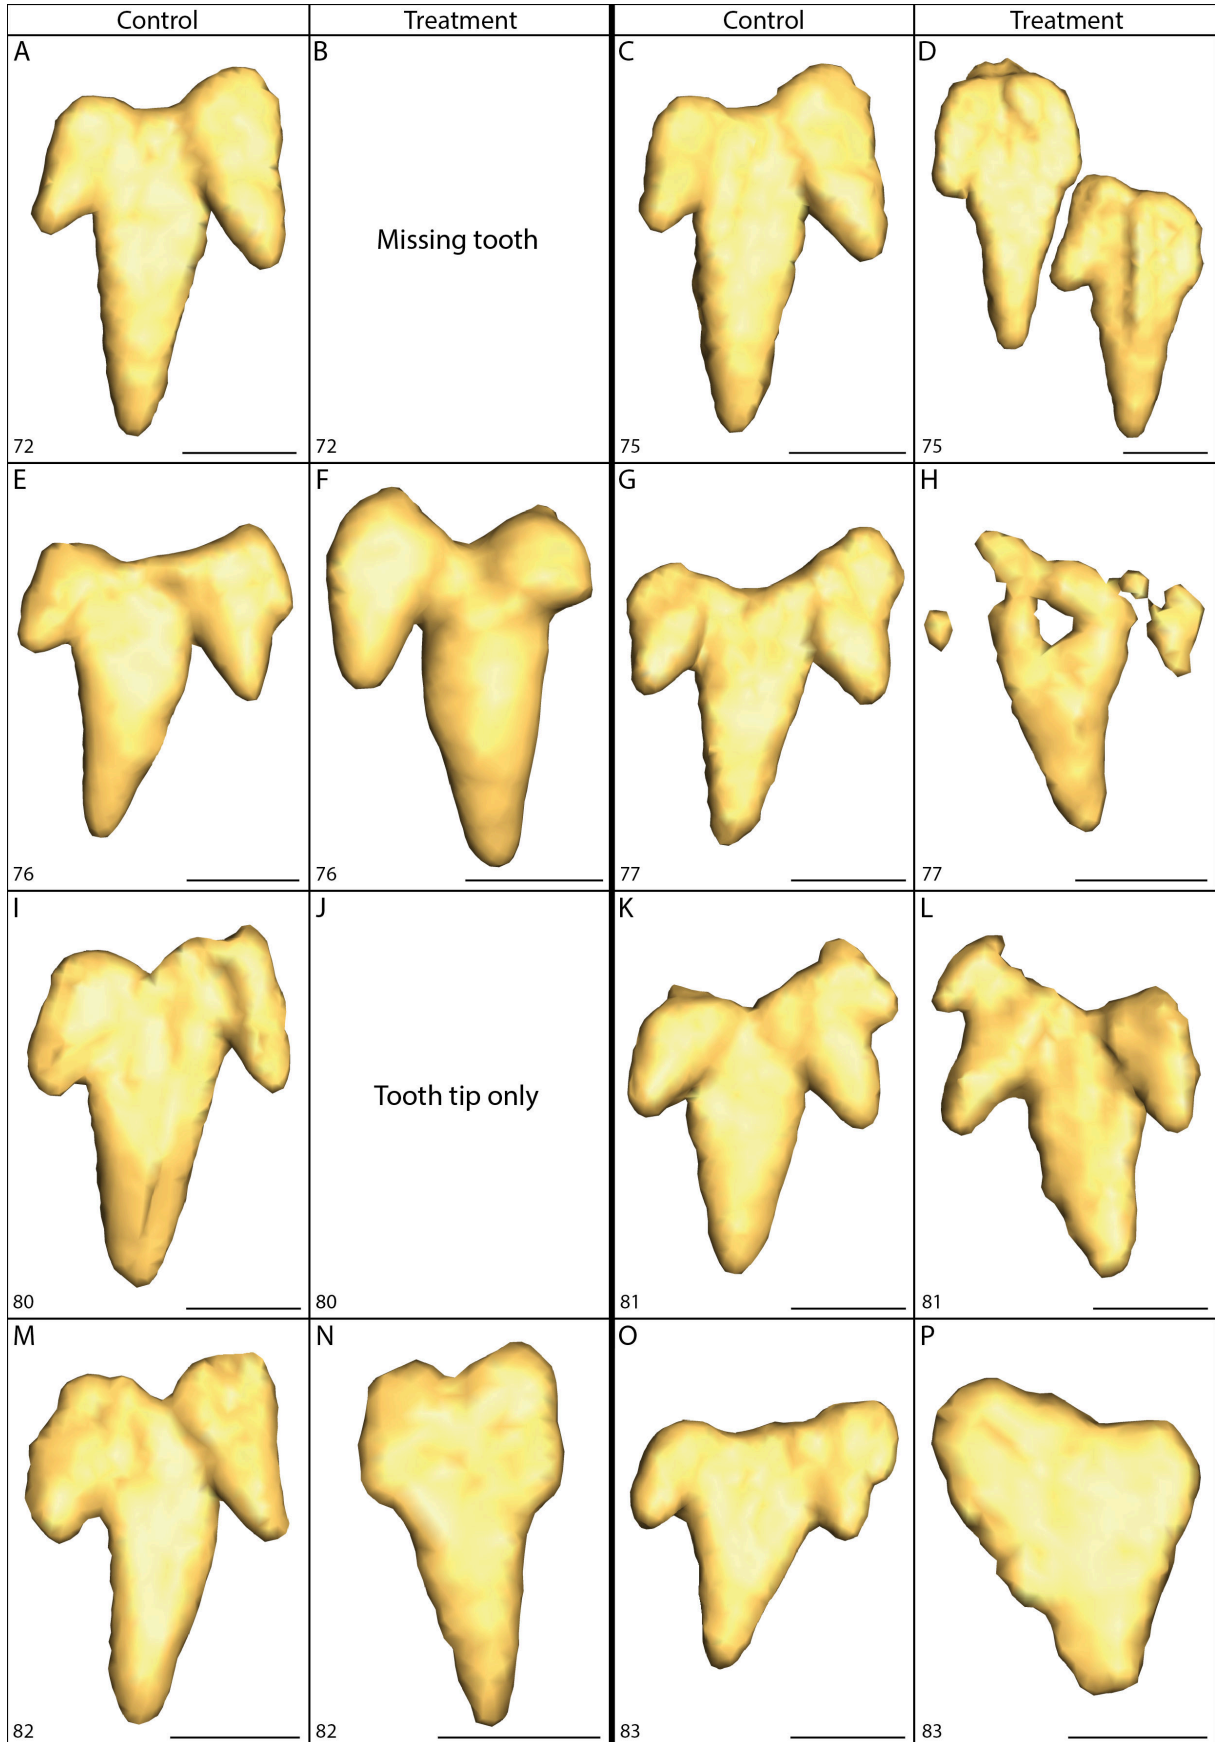 Control Treatment Control Treatment
A B C D
Missing tooth
72 72 75 75
E F G H
76 76 77 77
I J K L
Tooth tip only
80 80 81 81
M N O P
82 82 83 83